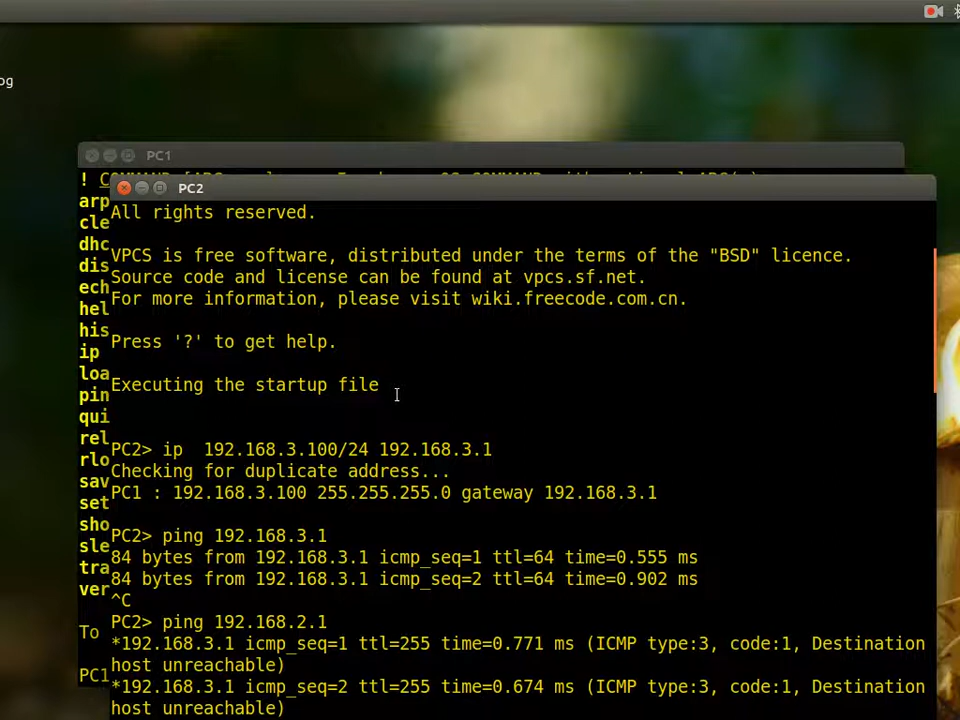 og
PC1
! COMMAND [ARG
arp
cle
dhc
dis
ech
hel
his
ip
loa
pin
qui
rel
rlo
sav
set
sho
sle
tra
ver
To
PC1
PC2
All rights reserved.
VPCS is free software, distributed under the terms of the "BSD" licence.
Source code and license can be found at vpcs.sf.net.
For more information, please visit wiki.freecode.com.cn.
Press '?' to get help.
Executing the startup file
PC2> ip  192.168.3.100/24 192.168.3.1
Checking for duplicate address...
PC1 : 192.168.3.100 255.255.255.0 gateway 192.168.3.1
PC2> ping 192.168.3.1
84 bytes from 192.168.3.1 icmp_seq=1 ttl=64 time=0.555 ms
84 bytes from 192.168.3.1 icmp_seq=2 ttl=64 time=0.902 ms
^C
PC2> ping 192.168.2.1
*192.168.3.1 icmp_seq=1 ttl=255 time=0.771 ms (ICMP type:3, code:1, Destination
host unreachable)
*192.168.3.1 icmp_seq=2 ttl=255 time=0.674 ms (ICMP type:3, code:1, Destination
host unreachable)